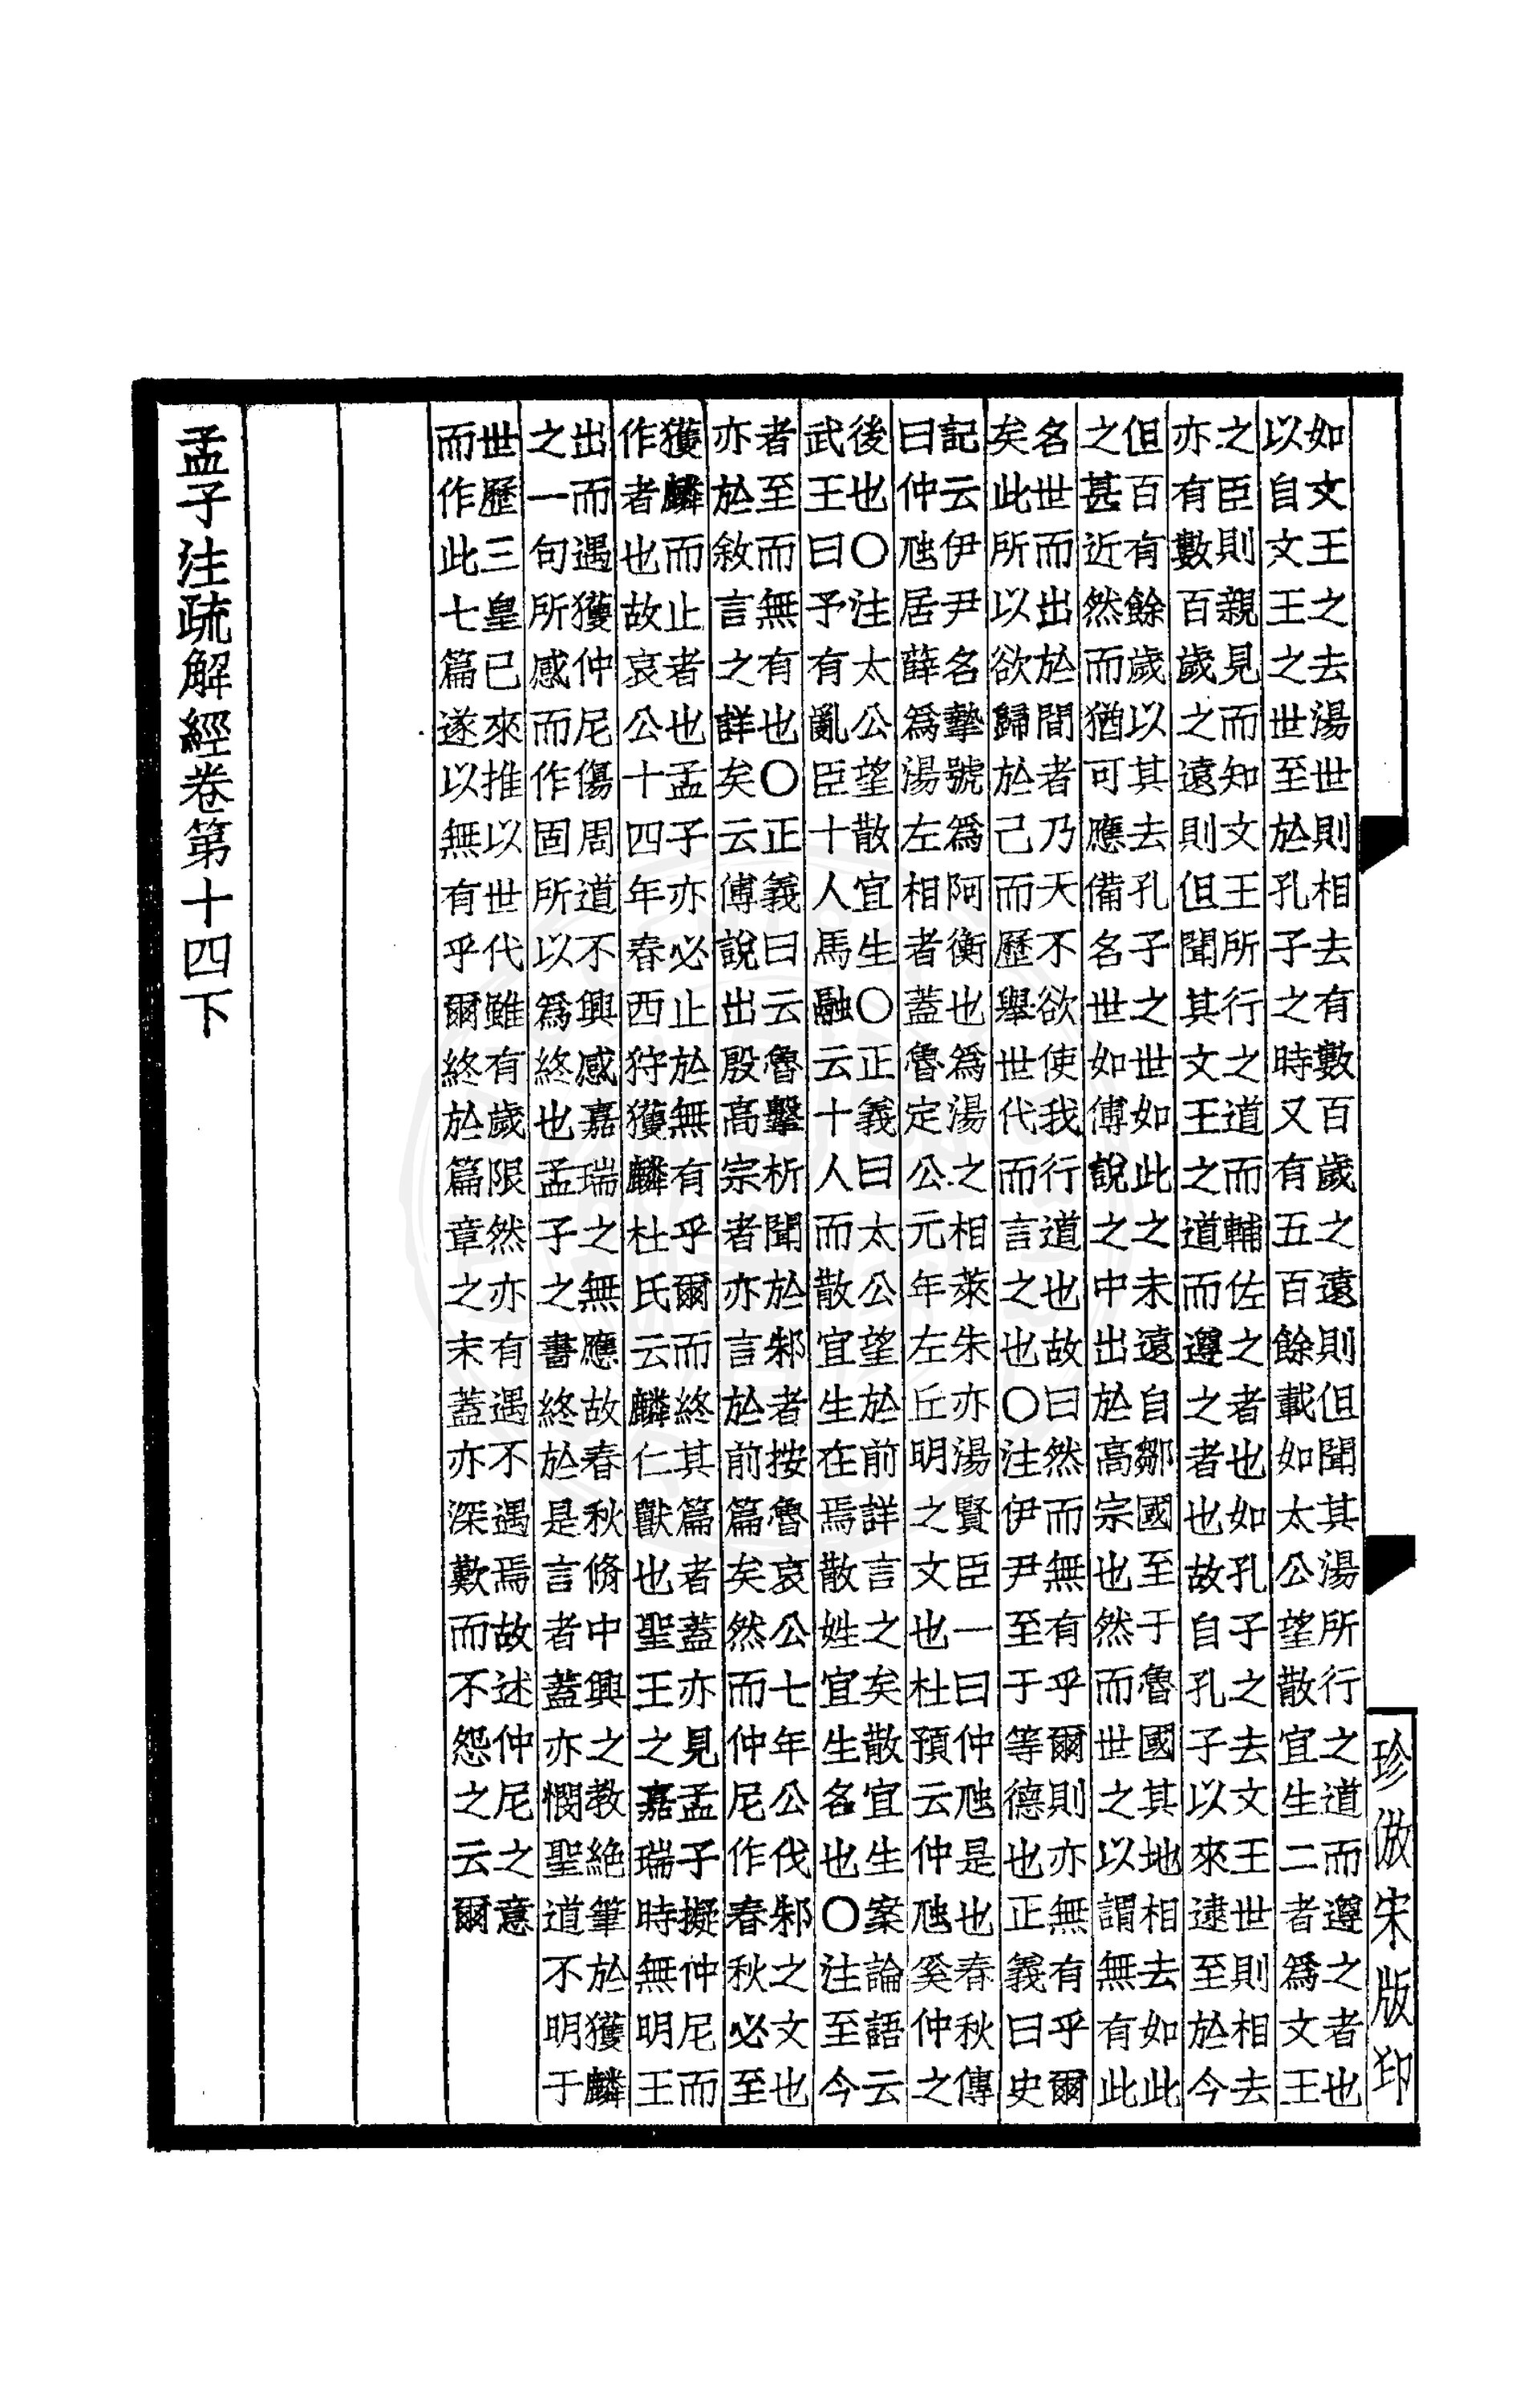 如文王之去湯世則相去有數百歲之遠則但聞其湯所行之道而遵之者也
以自文王之世至於孔子之時又有五百餘載如太公望散宜生二者爲文王
之臣則親見而知文王所行之道而輔佐之者也如孔子之去文王世則相去
亦有數百歲之遠則但聞其文王之道而遵之者也故自孔子以來逮至於今
但百有餘歲以其去孔子之世如此之未遠自鄒國至于魯國其地相去如此
之甚近然而猶可應備名世如傅說之中出於高宗也然而世之以謂無有此
名世而出於間者乃天不欲使我行道也故曰然而無有乎爾則亦無有乎爾
矣此所以欲歸於己而歷舉世代而言之也○注伊尹至于等德也正義曰史
記云伊尹名摯號爲阿衡也爲湯之相萊朱亦湯賢臣一曰仲虺是也春秋傳
曰仲虺居薛爲湯左相者蓋魯定公元年左丘明之文也杜預云仲虺奚仲之
後也○注太公望散宜生○正義曰太公望於前詳言之矣散宜生案論語云
武王曰予有亂臣十人馬融云十人而散宜生在焉散姓宜生名也○注至今
者至而無有也○正義曰云魯擊析聞於邾者按魯哀公七年公伐邾之文也
亦於敘言之詳矣云傅說出殷高宗者亦言於前篇矣然而仲尼作春秋必至
獲麟而止者也孟子亦必止於無有乎爾而終其篇者蓋亦見孟子擬仲尼而
作者也故哀公十四年春西狩獲麟杜氏云麟仁獸也聖王之嘉瑞時無明王
出而遇獲仲尼傷周道不興感嘉瑞之無應故春秋脩中興之教絶筆於獲麟
之一句所感而作固所以爲終也孟子之書終於是言者蓋亦憫聖道不明于
世歷三皇已來推以世代雖有歲限然亦有遇不遇焉故述仲尼之意
而作此七篇遂以無有乎爾終於篇章之末蓋亦深歎而不怨之云爾
孟子注疏解經卷第十四下
珍倣宋版印